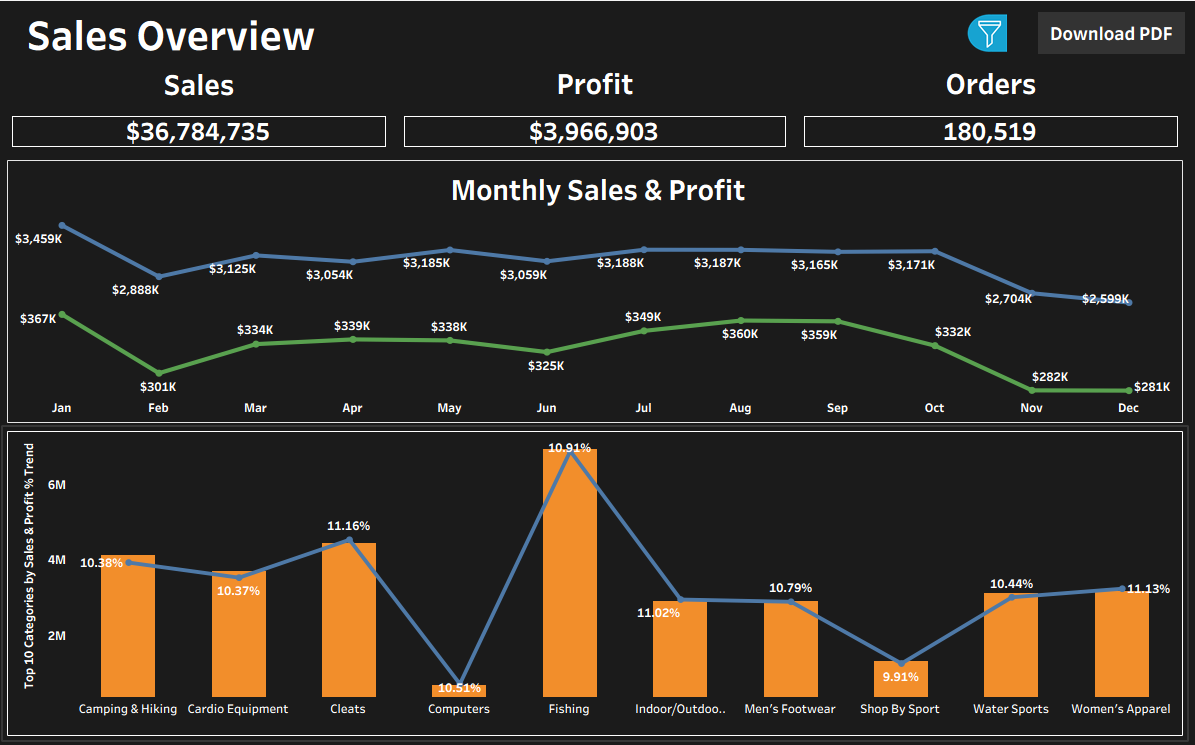 Sales Overview
Download PDF
Sales
Profit
Orders
$36,784,735
$3,966,903
180,519
Monthly Sales & Profit
$3,459K
$2,888K
$3,125K
$3,054K
$3,185K
$3,059K
$3,188K
$3,187K
$3,165K
$3,171K
$2,704K
$2,599K
$367K
$301K
$334K
$339K
$338K
$325K
$349K
$360K
$359K
$332K
$282K
$281K
Jan
Feb
Mar
Apr
May
Jun
Jul
Aug
Sep
Oct
Nov
Dec
Top 10 Categories by Sales & Profit % Trend
6M
4M
2M
10.38%
10.37%
11.16%
10.51%
10.91%
11.02%
10.79%
9.91%
10.44%
11.13%
Camping & Hiking
Cardio Equipment
Cleats
Computers
Fishing
Indoor/Outdoo..
Men's Footwear
Shop By Sport
Water Sports
Women's Apparel